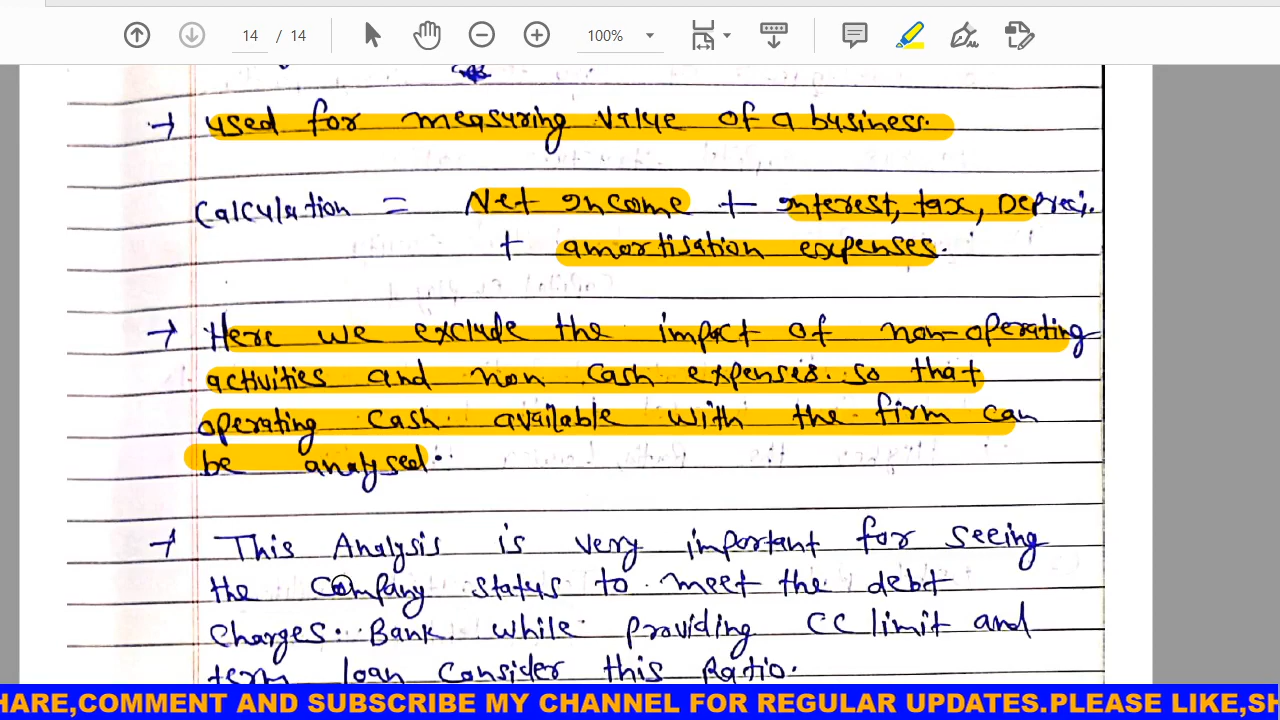 14 / 14 100%
→ used for measuring value of a business.
Calculation = Net income + interest, tax, Depreci.
+ amortisation expenses.
→ Here we exclude the impact of non-operating
activities and non cash expenses. so that
operating cash available with the firm can
be analysed.
→ This Analysis is very important for seeing
the Company status to meet the debt
charges. Bank while providing CC limit and
term loan consider this Ratio.
HARE,COMMENT AND SUBSCRIBE MY CHANNEL FOR REGULAR UPDATES.PLEASE LIKE,SH